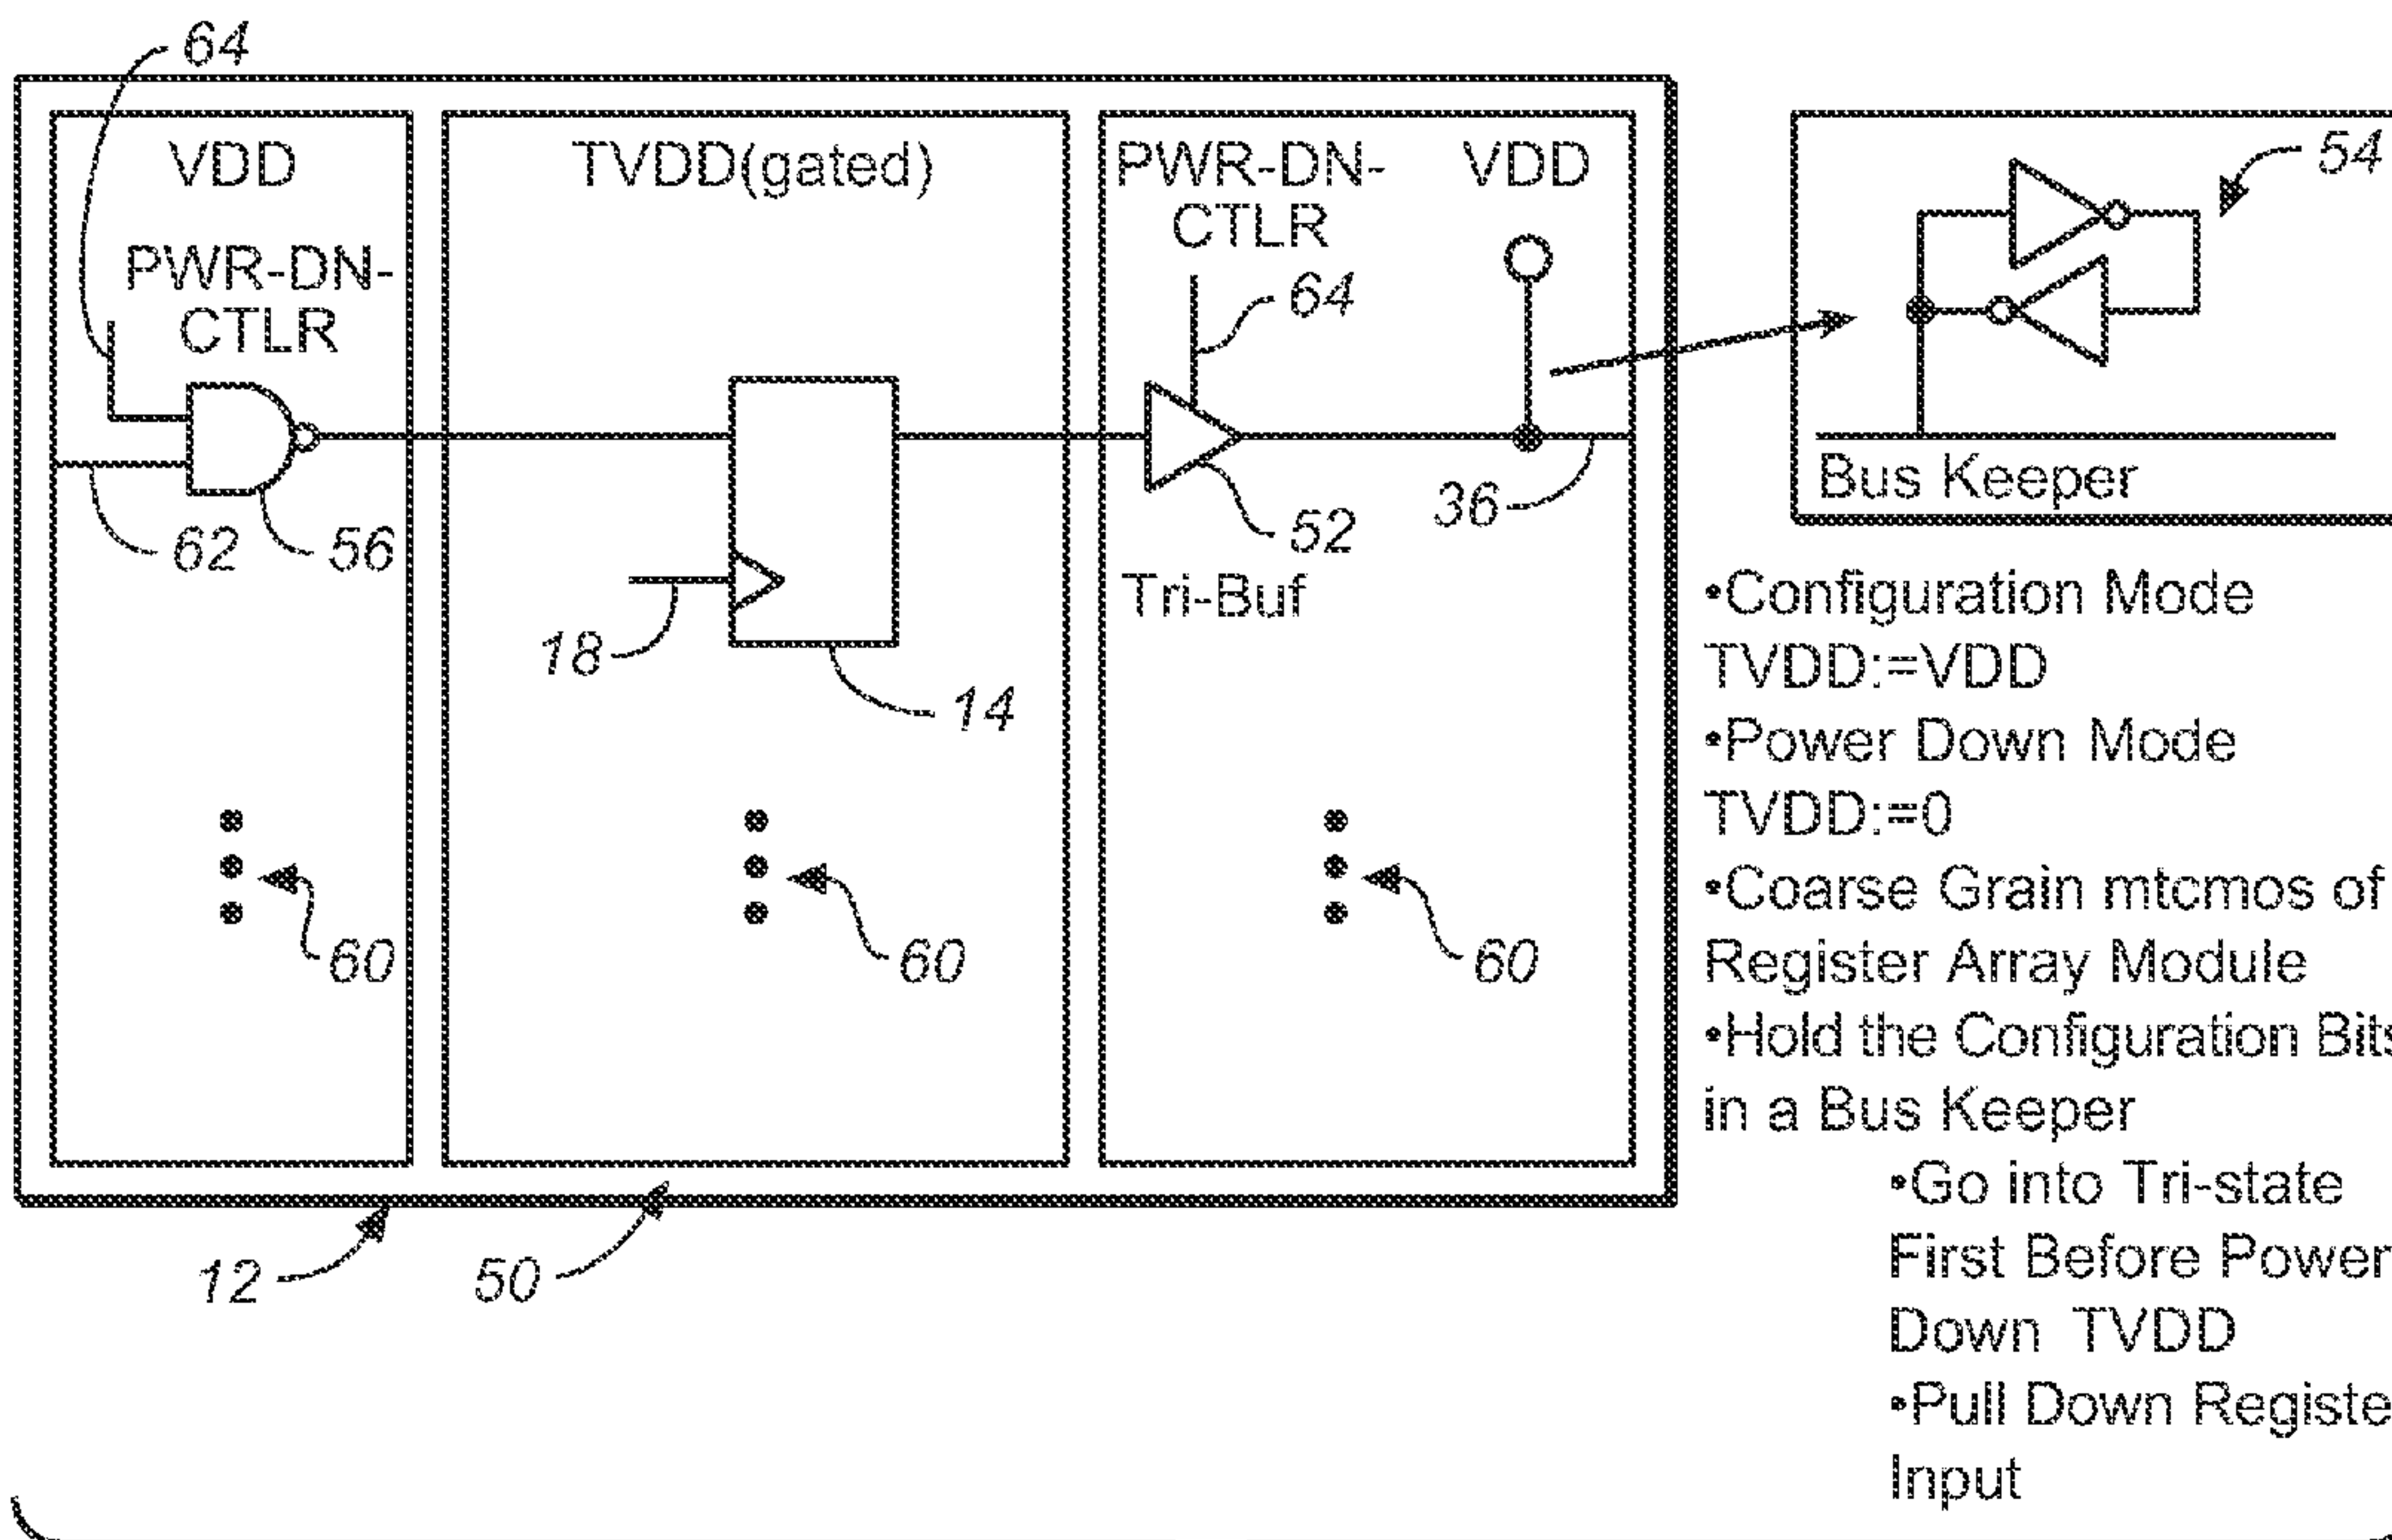 64
VDD
TVDD(gated)
PWR-DN-
CTLR
VDD
54
PWR-DN-
CTLR
64
Bus Keeper
62
56
52
36
Tri-Buf
18
14
60
60
60
12
50
•Configuration Mode
TVDD:=VDD
•Power Down Mode
TVDD:=0
•Coarse Grain mtcmos of
Register Array Module
•Hold the Configuration Bits
in a Bus Keeper
•Go into Tri-state
First Before Power
Down TVDD
•Pull Down Registe
Input